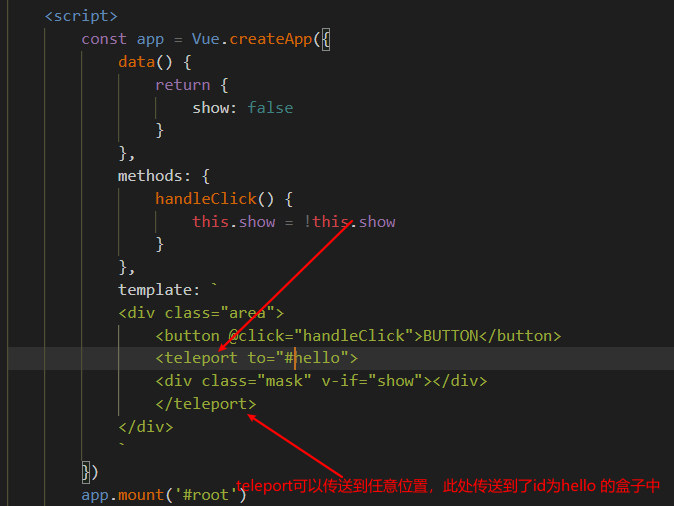 <script>
const app = Vue.createApp({
data() {
return {
show: false
}
},
methods: {
handleClick() {
this.show = !this.show
}
},
template: `
<div class="area">
<button @click="handleClick">BUTTON</button>
<teleport to="#hello">
<div class="mask" v-if="show"></div>
</teleport>
</div>
`
})
teleport可以传送到任意位置，此处传送到了id为hello 的盒子中
app.mount('#root')